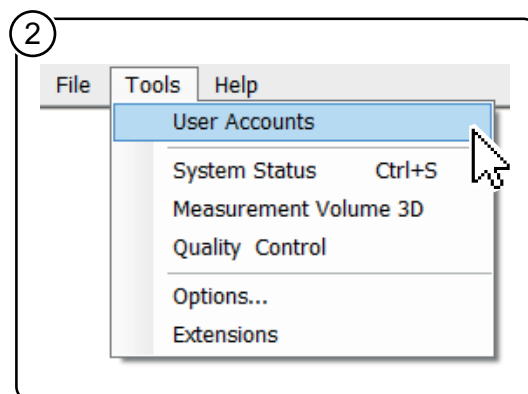 2
File Tools Help
User Accounts
System Status Ctrl+S
Measurement Volume 3D
Quality Control
Options...
Extensions